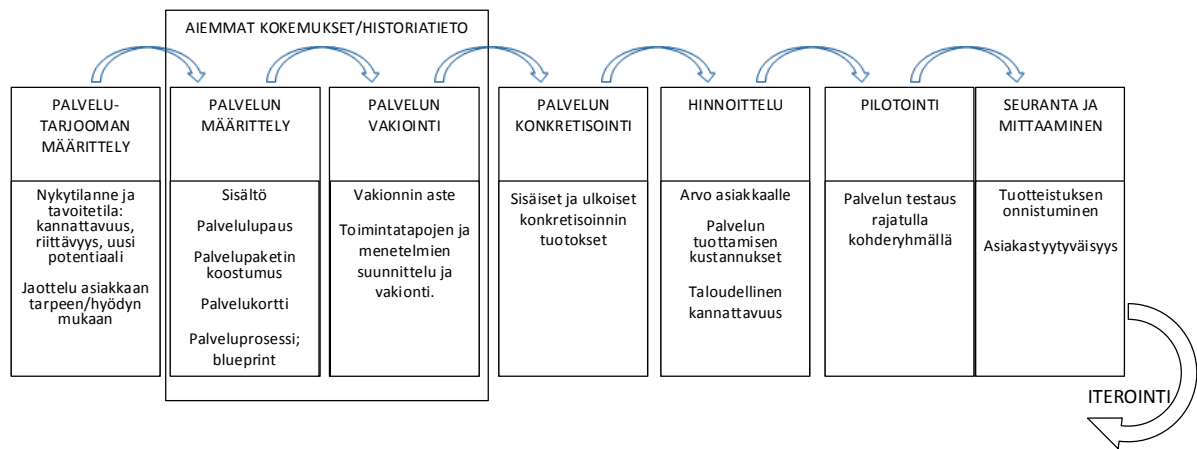 AIEMMAT KOKEMUKSET/HISTORIATIETO
PALVELU-
TARJOOMAN
MÄÄRITTELY
Nykytilanne ja
tavoitetila:
kannattavuus,
riittävyys, uusi
potentiaali
Jaottelu asiakkaan
tarpeen/hyödyn
mukaan
PALVELUN
MÄÄRITTELY
Sisältö
Palvelulupaus
Palvelupaketin
koostumus
Palvelukortti
Palveluprosessi;
blueprint
PALVELUN
VAKIOINTI
Vakionnin aste
Toimintatapojen ja
menetelmien
suunnittelu ja
vakionti.
PALVELUN
KONKRETISOINTI
Sisäiset ja ulkoiset
konkretisoinnin
tuotokset
HINNOITTELU
Arvo asiakkaalle
Palvelun
tuottamisen
kustannukset
Taloudellinen
kannattavuus
PILOTOINTI
Palvelun testaus
rajatulla
kohderyhmällä
SEURANTA JA
MITTAAMINEN
Tuotteistuksen
onnistuminen
Asiakastyytyväisyys
ITEROINTI